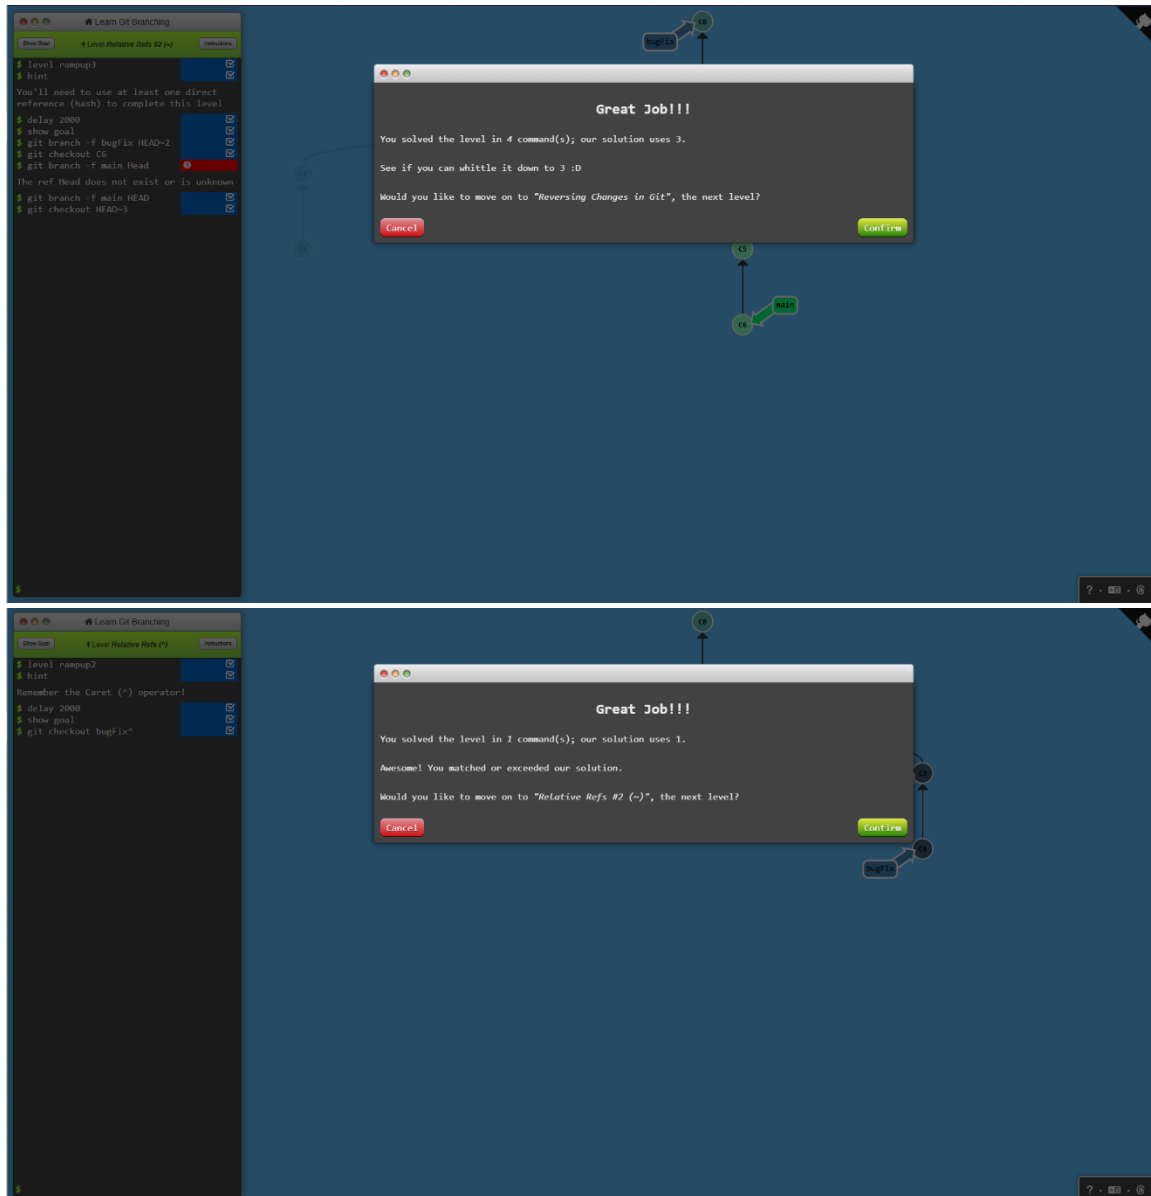 Learn Git Branching
Show Goal
Level Relative Refs #2 (~)
Instructions
$ level rampup3
$ hint
You'll need to use at least one direct
reference (hash) to complete this level
$ delay 2000
$ show goal
$ git branch -f bugFix HEAD~2
$ git checkout C6
$ git branch -f main Head
The ref Head does not exist or is unknown
$ git branch -f main HEAD
$ git checkout HEAD~3
$
C0
bugFix
Great Job!!!
You solved the level in 4 command(s); our solution uses 3.
See if you can whittle it down to 3 :D
Would you like to move on to "Reversing Changes in Git", the next level?
Cancel
Confirm
C5
main
C6
? · ·
Learn Git Branching
Show Goal
Level Relative Refs (^)
Instructions
$ level rampup2
$ hint
Remember the Caret (^) operator!
$ delay 2000
$ show goal
$ git checkout bugFix^
$
C0
Great Job!!!
You solved the level in 1 command(s); our solution uses 1.
Awesome! You matched or exceeded our solution.
Would you like to move on to "Relative Refs #2 (~)", the next level?
Cancel
Confirm
C3
C4
bugFix
? · ·